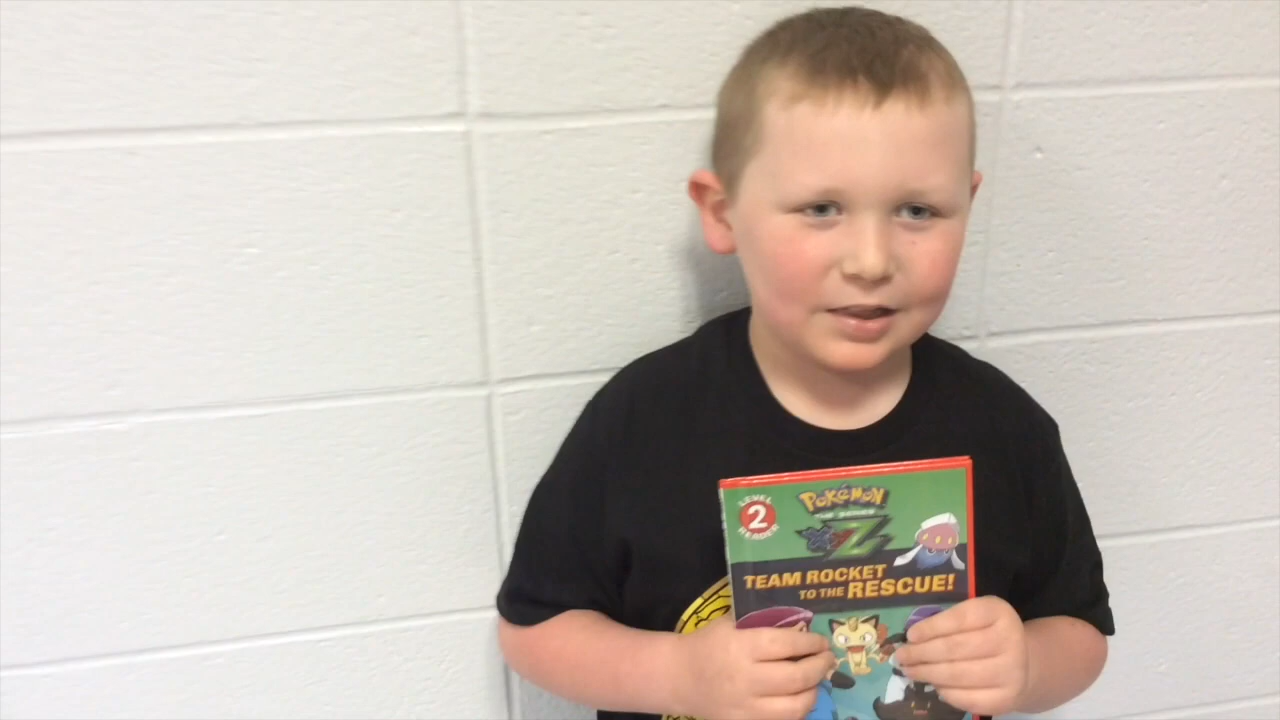 LEVEL
2
READER
POKÉMON
THE SERIES
XYZ
TEAM ROCKET
TO THE RESCUE!